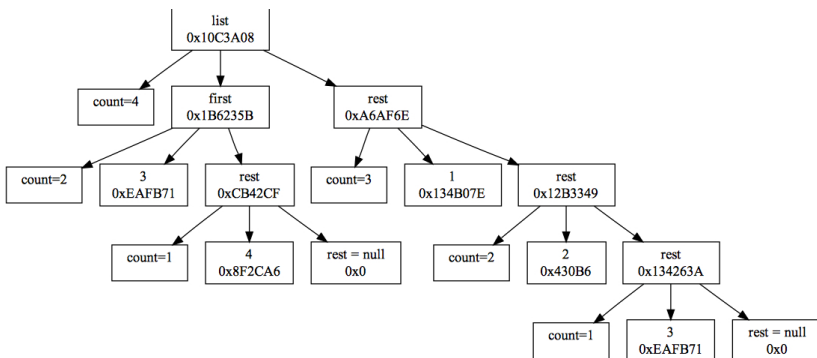 list
0x10C3A08
count=4
first
0x1B6235B
rest
0xA6AF6E
count=2
3
0xEAFB71
rest
0xCB42CF
count=3
1
0x134B07E
rest
0x12B3349
count=1
4
0x8F2CA6
rest = null
0x0
count=2
2
0x430B6
rest
0x134263A
count=1
3
0xEAFB71
rest = null
0x0